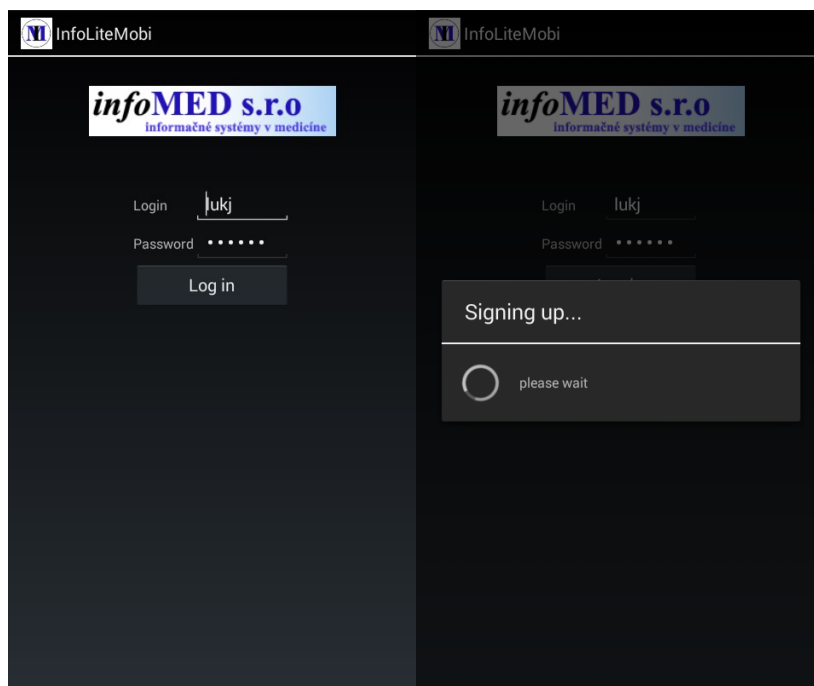 InfoLiteMobi
infoMED s.r.o
informačné systémy v medicíne
Login lukj
Password ••••••
Log in
InfoLiteMobi
infoMED s.r.o
informačné systémy v medicíne
Login lukj
Password ••••••
Signing up...
please wait